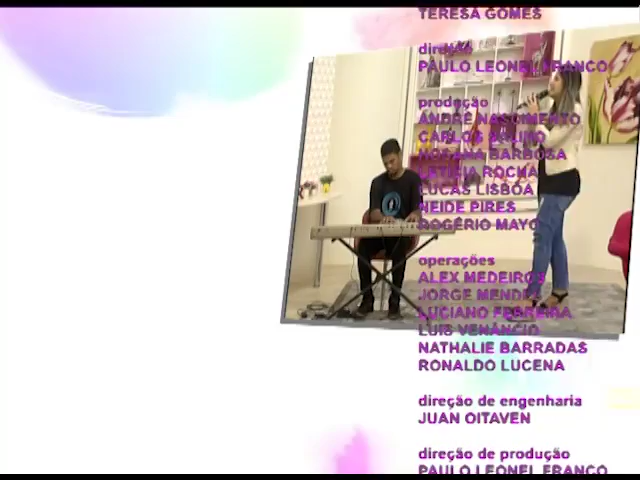 TERESA GOMES
direção
PAULO LEONEL FRANCO
produção
ANDRÉ NASCIMENTO
CARLOS BRUNO
BARBOSA
LETÍCIA ROCHA
LUCAS LISBOA
NEIDE PIRES
ROGÉRIO MAYO
operações
ALEX MEDEIROS
JORGE MENDES
LUCIANO FERREIRA
LUIS VENÂNCIO
NATHALIE BARRADAS
RONALDO LUCENA
direção de engenharia
JUAN OITAVEN
direção de produção
PAULO LEONEL FRANCO